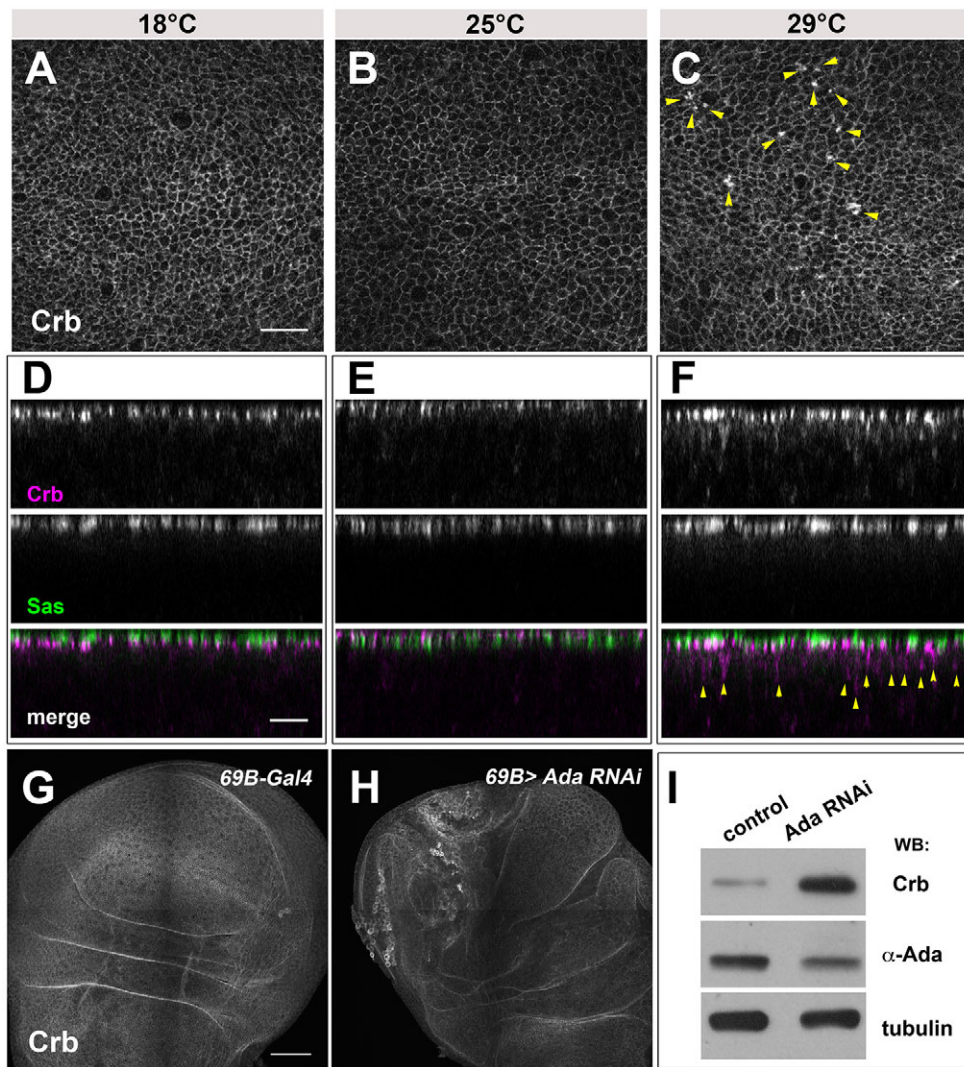 18°C 25°C 29°C
A B C
Crb
D E F
Crb
Sas
merge
G 69B-Gal4 H 69B> Ada RNAi I
control Ada RNAi
WB:
Crb
α-Ada
tubulin
Crb